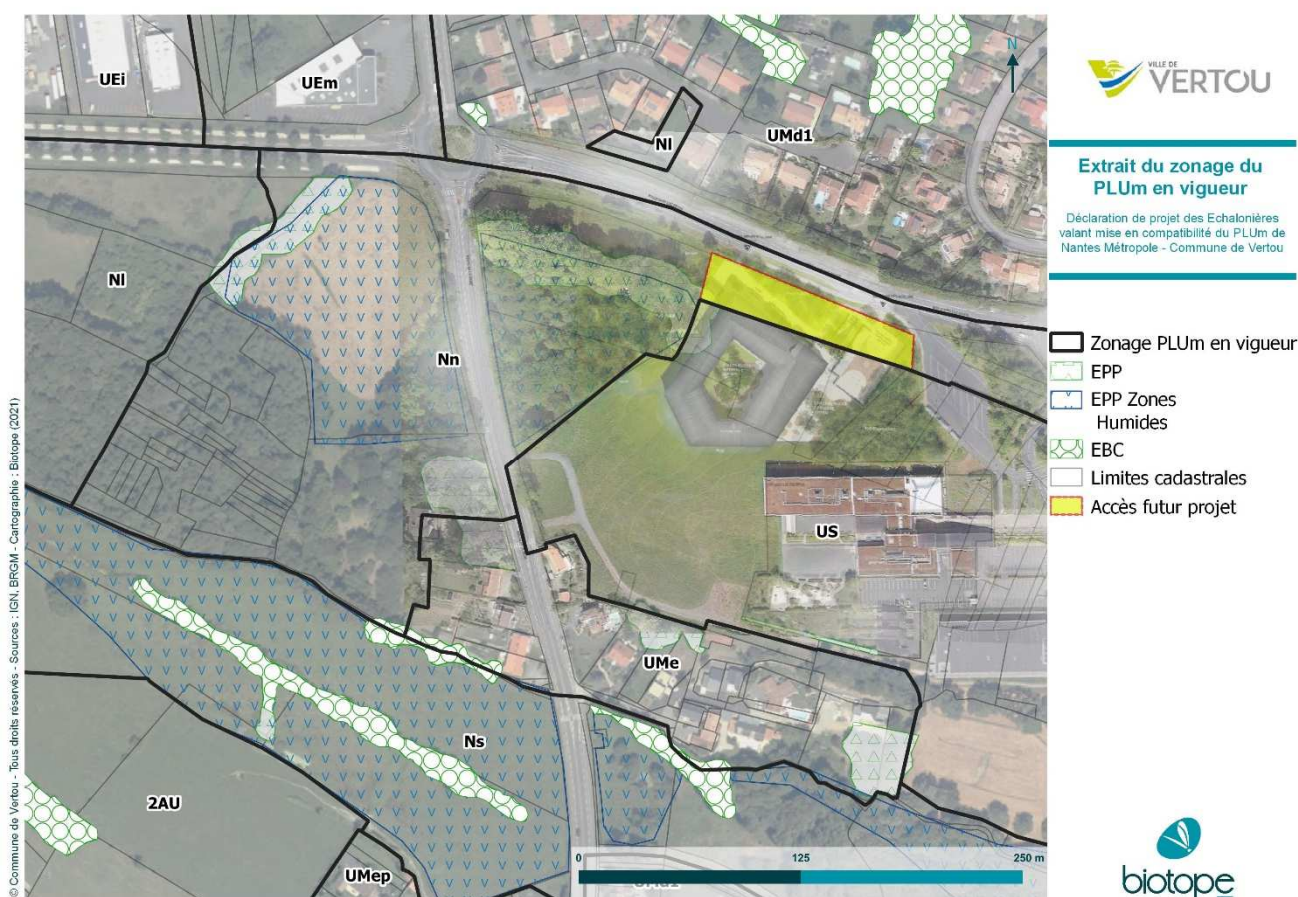 UEi
UEm
N
Nl
UMd1
Nl
Nn
US
UMe
Ns
2AU
UMep
0
125
250 m
© Commune de Vertou - Tous droits réservés - Sources : IGN, BRGM - Cartographie : Biotope (2021)
VILLE DE
VERTOU
Extrait du zonage du
PLUm en vigueur
Déclaration de projet des Echalonières
valant mise en compatibilité du PLUm de
Nantes Métropole - Commune de Vertou
Zonage PLUm en vigueur
EPP
EPP Zones
Humides
EBC
Limites cadastrales
Accès futur projet
biotope